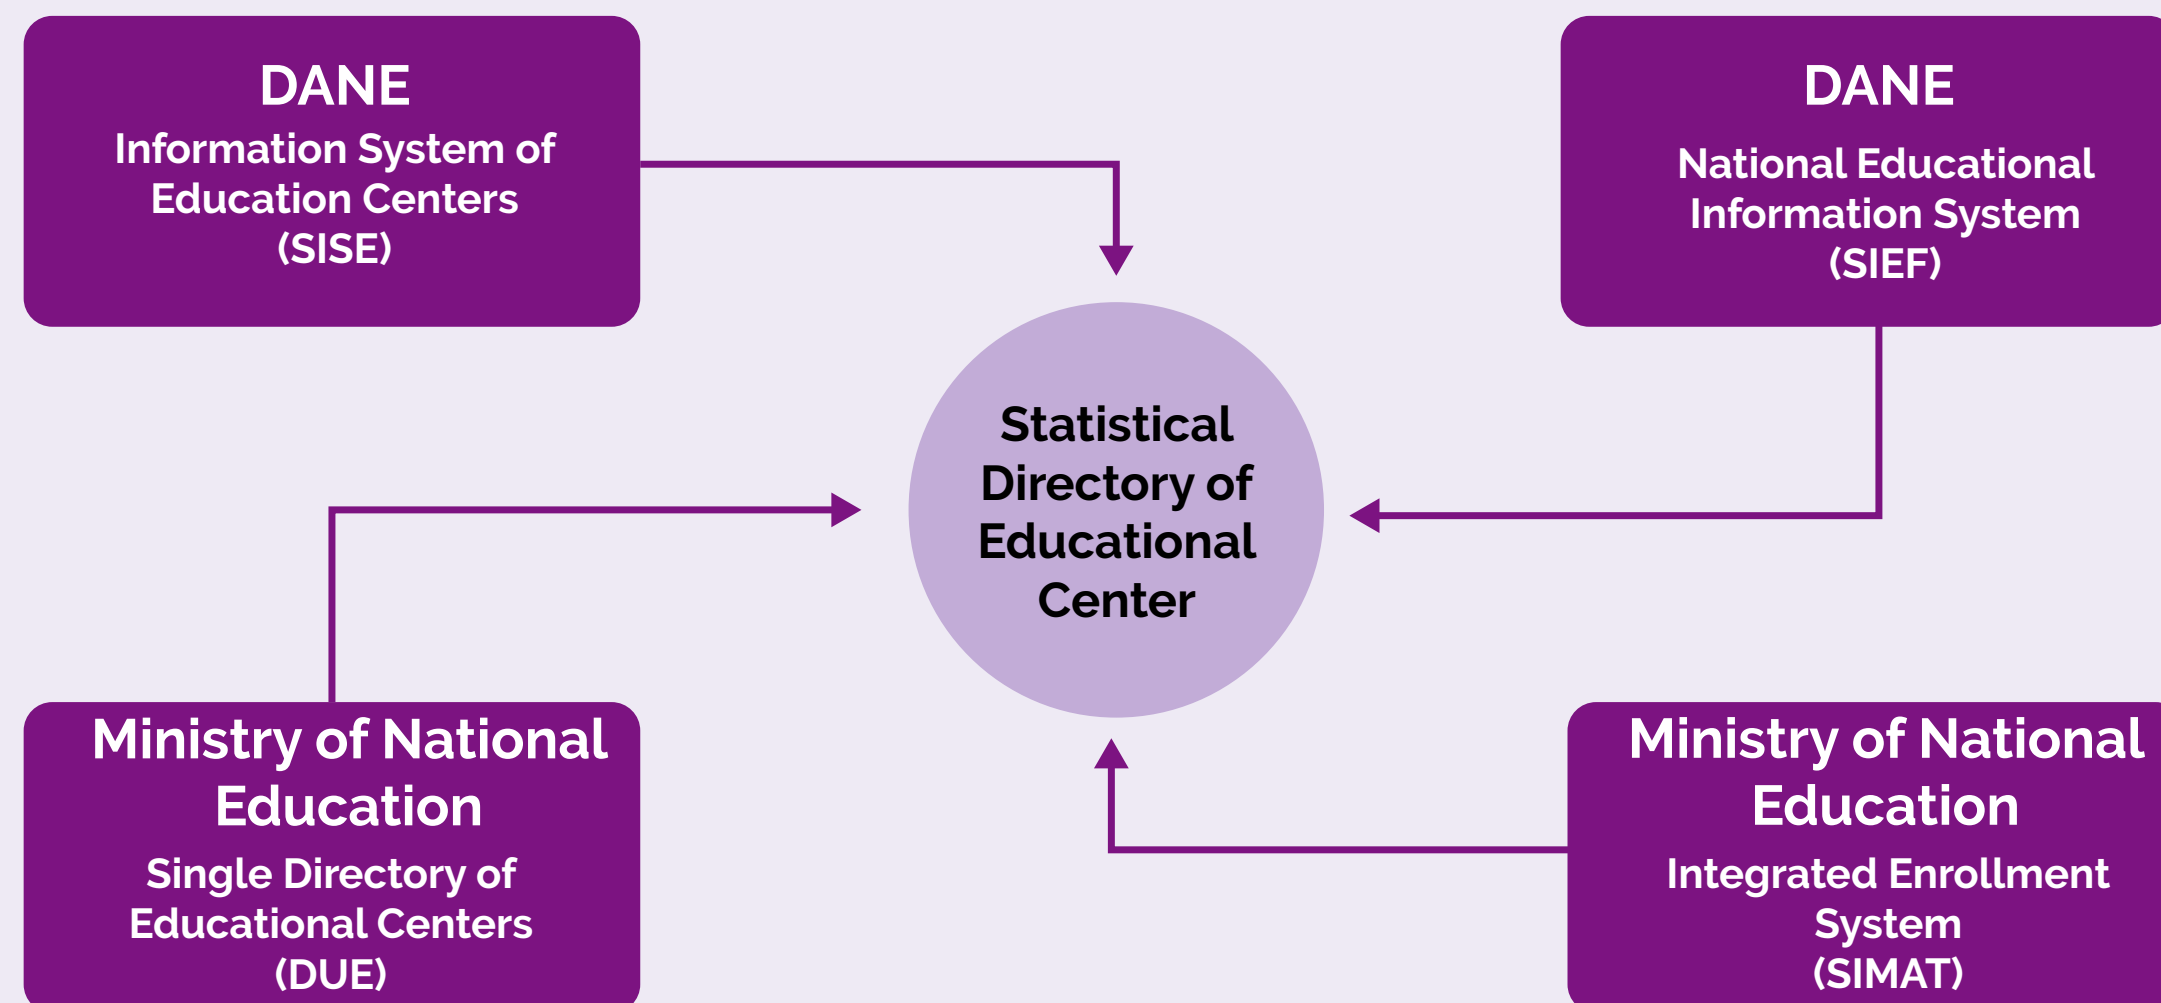 DANE
Information System of
Education Centers
(SISE)
DANE
National Educational
Information System
(SIEF)
Statistical
Directory of
Educational
Center
Ministry of National
Education
Single Directory of
Educational Centers
(DUE)
Ministry of National
Education
Integrated Enrollment
System
(SIMAT)